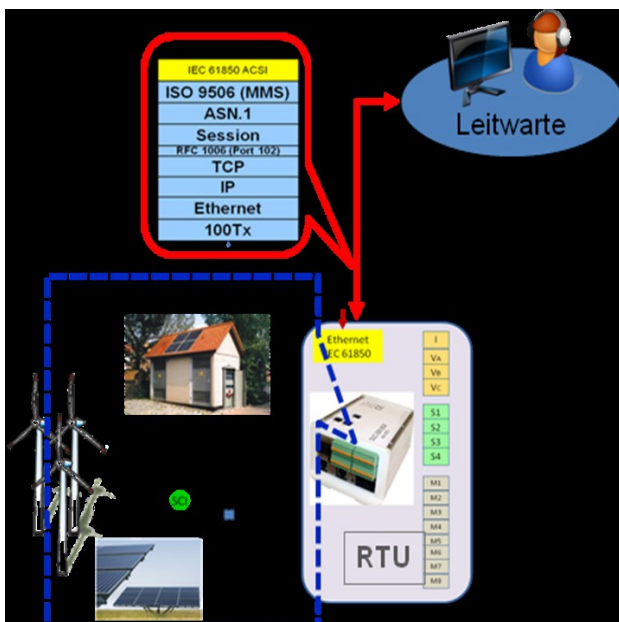 IEC 61850 ACSI
ISO 9506 (MMS)
ASN.1
Session
RFC 1006 (Port 102)
TCP
IP
Ethernet
100Tx
Leitwarte
Ethernet
IEC 61850
I
VA
VB
VC
S1
S2
S3
S4
M1
M2
M3
M4
M5
M6
M7
M8
RTU